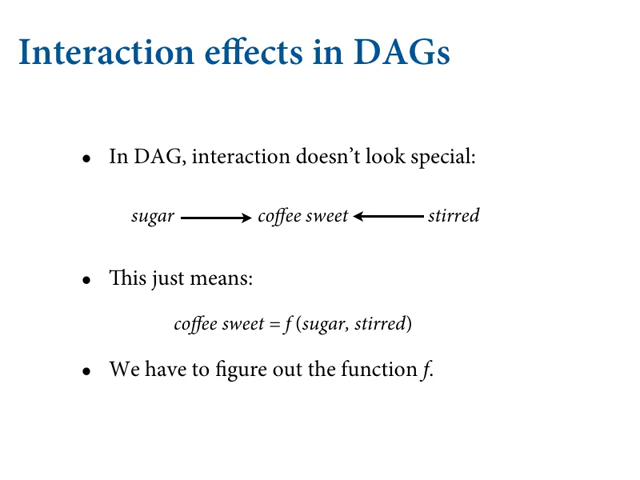 Interaction effects in DAGs
• In DAG, interaction doesn’t look special:
sugar → coffee sweet ← stirred
• This just means:
coffee sweet = f (sugar, stirred)
• We have to figure out the function f.